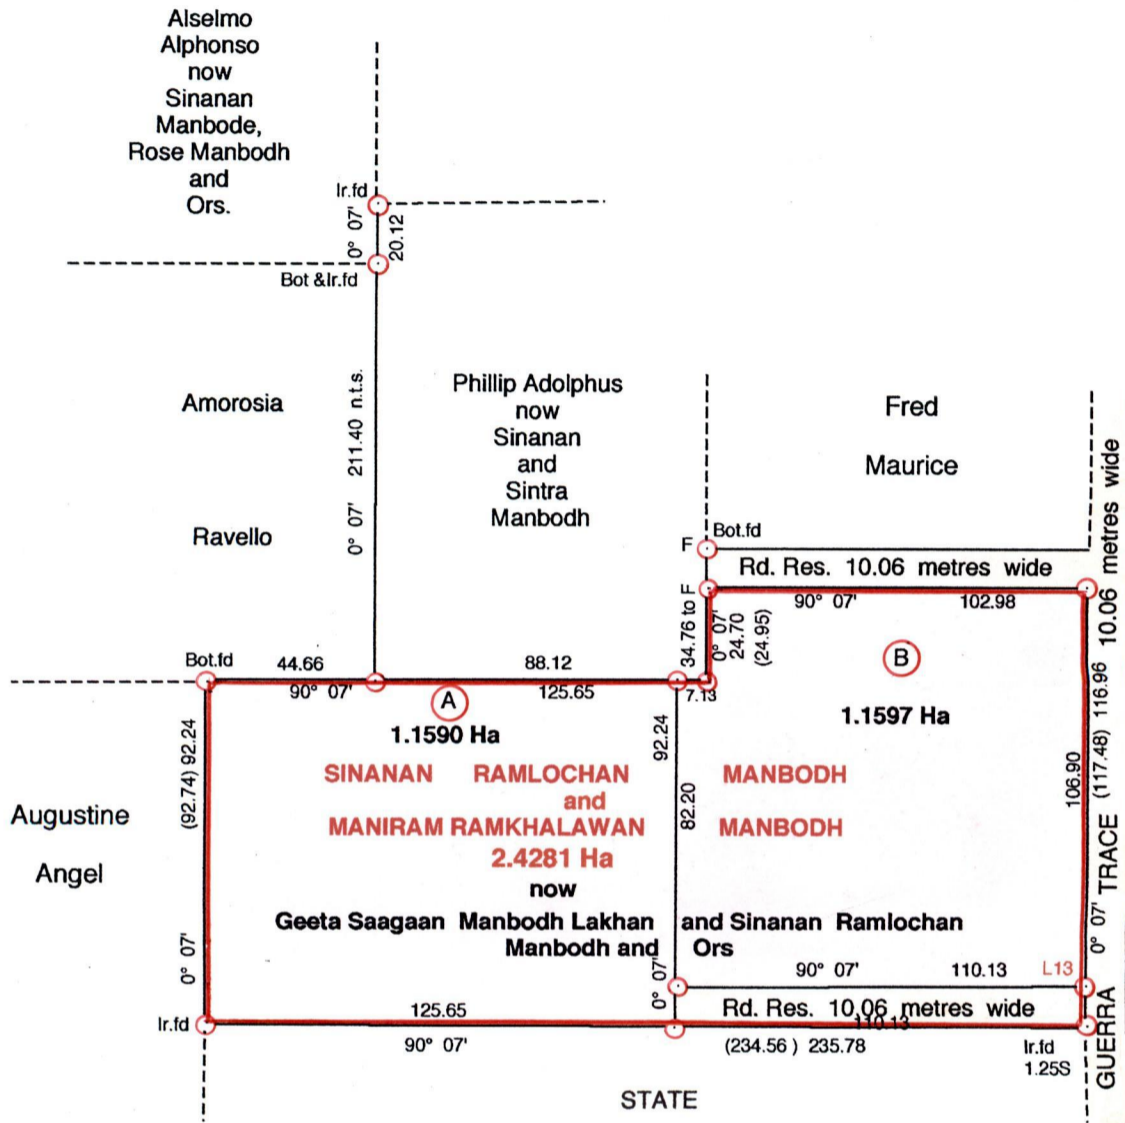 Alselmo
Alphonso
now
Sinanan
Manbode,
Rose Manbodh
and
Ors.
Ir.fd
0° 07'
20.12
Bot &Ir.fd
Amorosia
Ravello
0° 07' 211.40 n.t.s.
Phillip Adolphus
now
Sinanan
and
Sintra
Manbodh
Fred
Maurice
F
Bot.fd
Rd. Res. 10.06 metres wide
90° 07' 102.98
34.76 to F
0° 07'
24.70
(24.95)
Bot.fd
44.66
88.12
90° 07'
125.65
7.13
A
1.1590 Ha
B
1.1597 Ha
(92.74) 92.24
0° 07'
92.24
82.20
0° 07'
106.90
GUERRA TRACE 10.06 metres wide
0° 07' (117.48) 116.96
Augustine
Angel
SINANAN RAMLOCHAN MANBODH
and
MANIRAM RAMKHALAWAN MANBODH
2.4281 Ha
now
Geeta Saagaan Manbodh Lakhan and Sinanan Ramlochan
Manbodh and Ors
90° 07' 110.13 L13
Rd. Res. 10.06 metres wide
110.13
Ir.fd
125.65
90° 07'
(234.56 ) 235.78
Ir.fd
1.25S
STATE